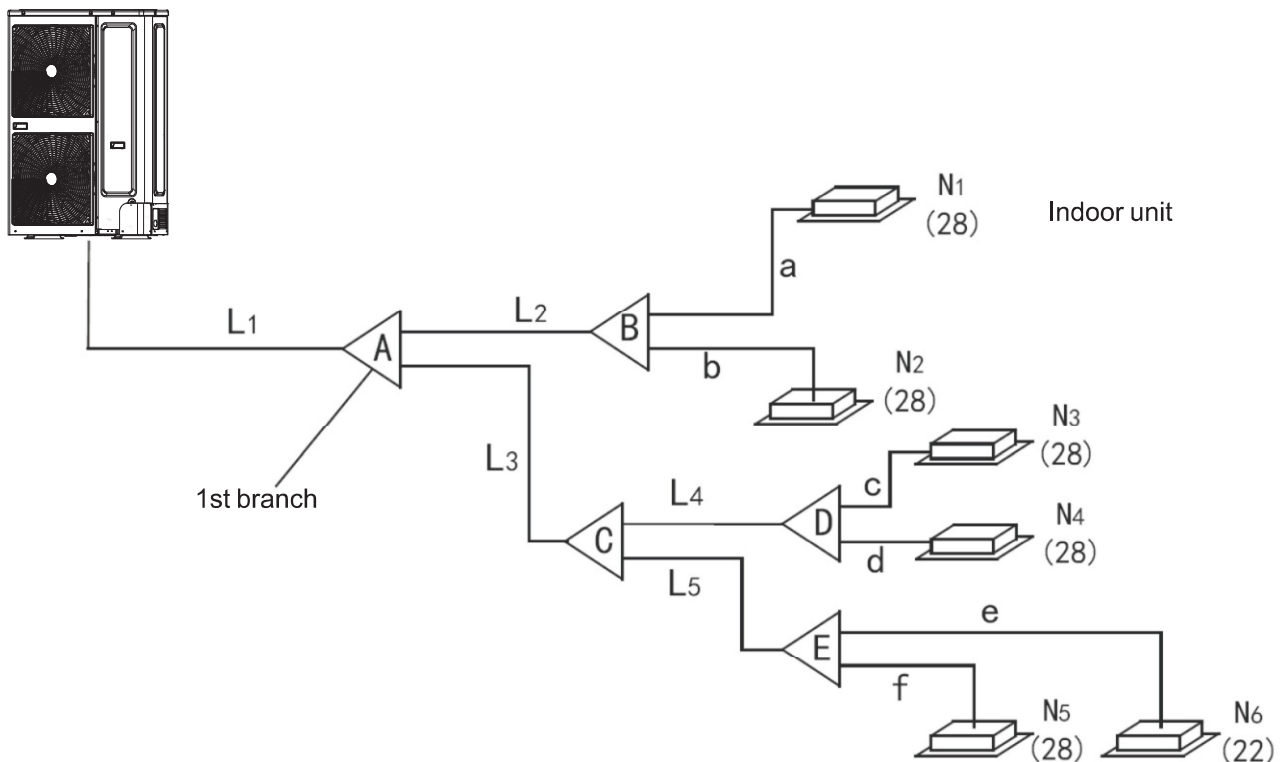 N1
(28)
Indoor unit
a
L1
L2
A
B
b
N2
(28)
L3
1st branch
N3
(28)
c
L4
D
C
N4
(28)
d
L5
e
E
f
N5
(28)
N6
(22)